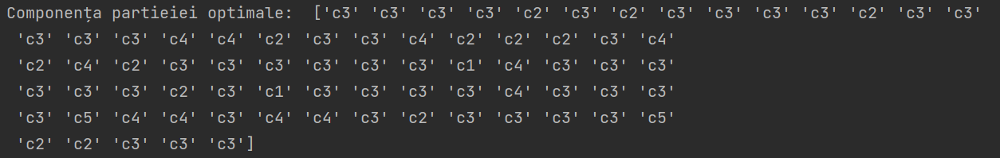 Componența partieiei optimale:  ['c3' 'c3' 'c3' 'c3' 'c2' 'c3' 'c2' 'c3' 'c3' 'c3' 'c3' 'c2' 'c3' 'c3'
'c3' 'c3' 'c3' 'c4' 'c4' 'c2' 'c3' 'c3' 'c4' 'c2' 'c2' 'c2' 'c3' 'c4'
'c2' 'c4' 'c2' 'c3' 'c3' 'c3' 'c3' 'c3' 'c3' 'c1' 'c4' 'c3' 'c3' 'c3'
'c3' 'c3' 'c3' 'c2' 'c3' 'c1' 'c3' 'c3' 'c3' 'c3' 'c4' 'c3' 'c3' 'c3'
'c3' 'c5' 'c4' 'c4' 'c3' 'c4' 'c4' 'c3' 'c2' 'c3' 'c3' 'c3' 'c3' 'c5'
'c2' 'c2' 'c3' 'c3' 'c3']